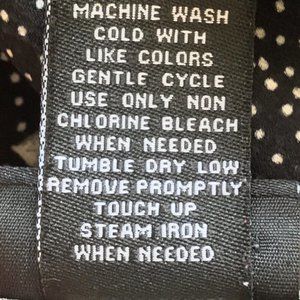 MACHINE WASH
COLD WITH
LIKE COLORS
GENTLE CYCLE
USE ONLY NON
CHLORINE BLEACH
WHEN NEEDED
TUMBLE DRY LOW
REMOVE PROMPTLY
TOUCH UP
STEAM IRON
WHEN NEEDED